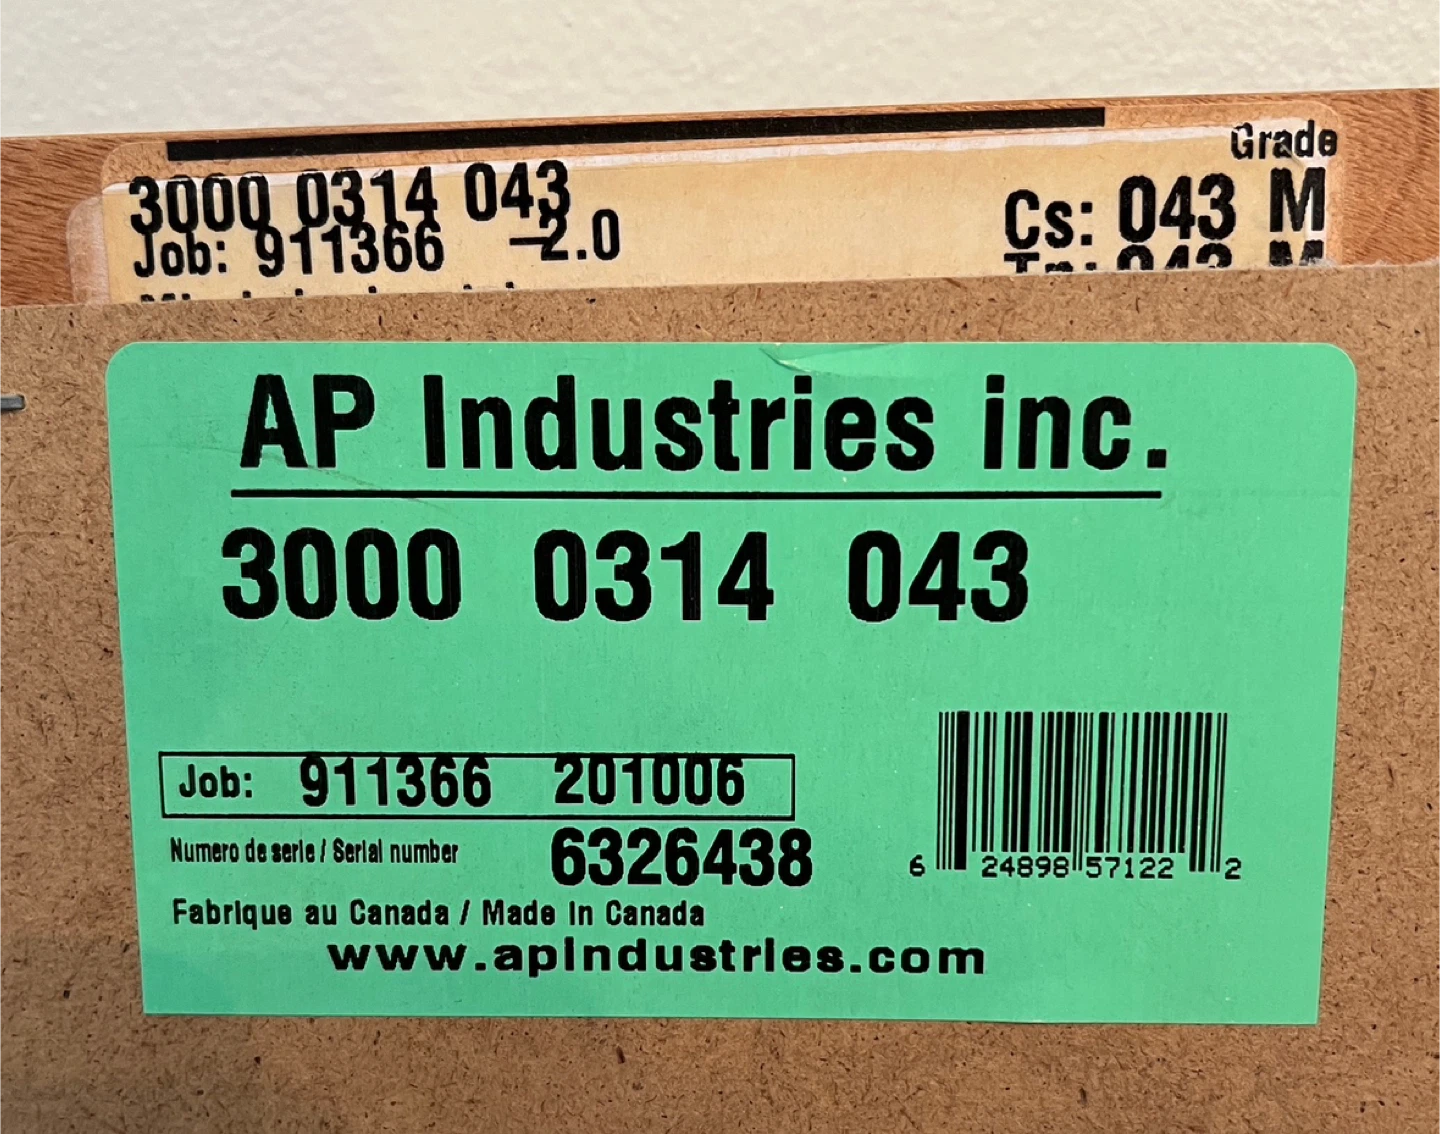 Grade
3000 0314 043
Cs: 043 M
Job: 911366 -2.0
043 M
AP Industries inc.
3000 0314 043
Job: 911366 201006
Numero de serie / Serial number 6326438
6 24898 57122 2
Fabrique au Canada / Made in Canada
www.apindustries.com